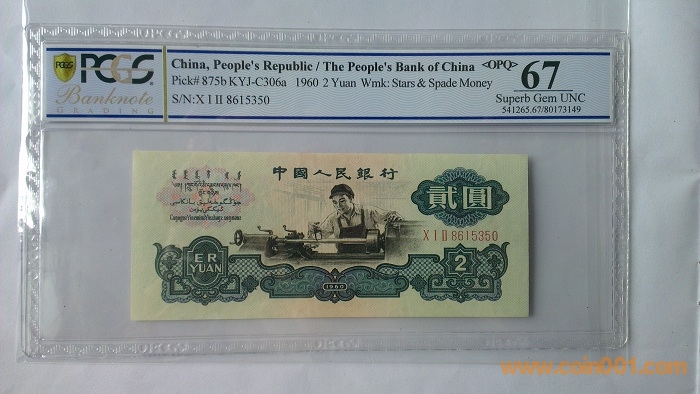 PCGS
Banknote
GRADING
China, People's Republic / The People's Bank of China
Pick# 875b KYJ-C306a 1960 2 Yuan Wmk: Stars & Spade Money
S/N: X I II 8615350
<OPQ> 67
Superb Gem UNC
541265.67/80173149
中國人民銀行
貳圓
X I II 8615350
ER
YUAN
1960
2
www.cxin001.com